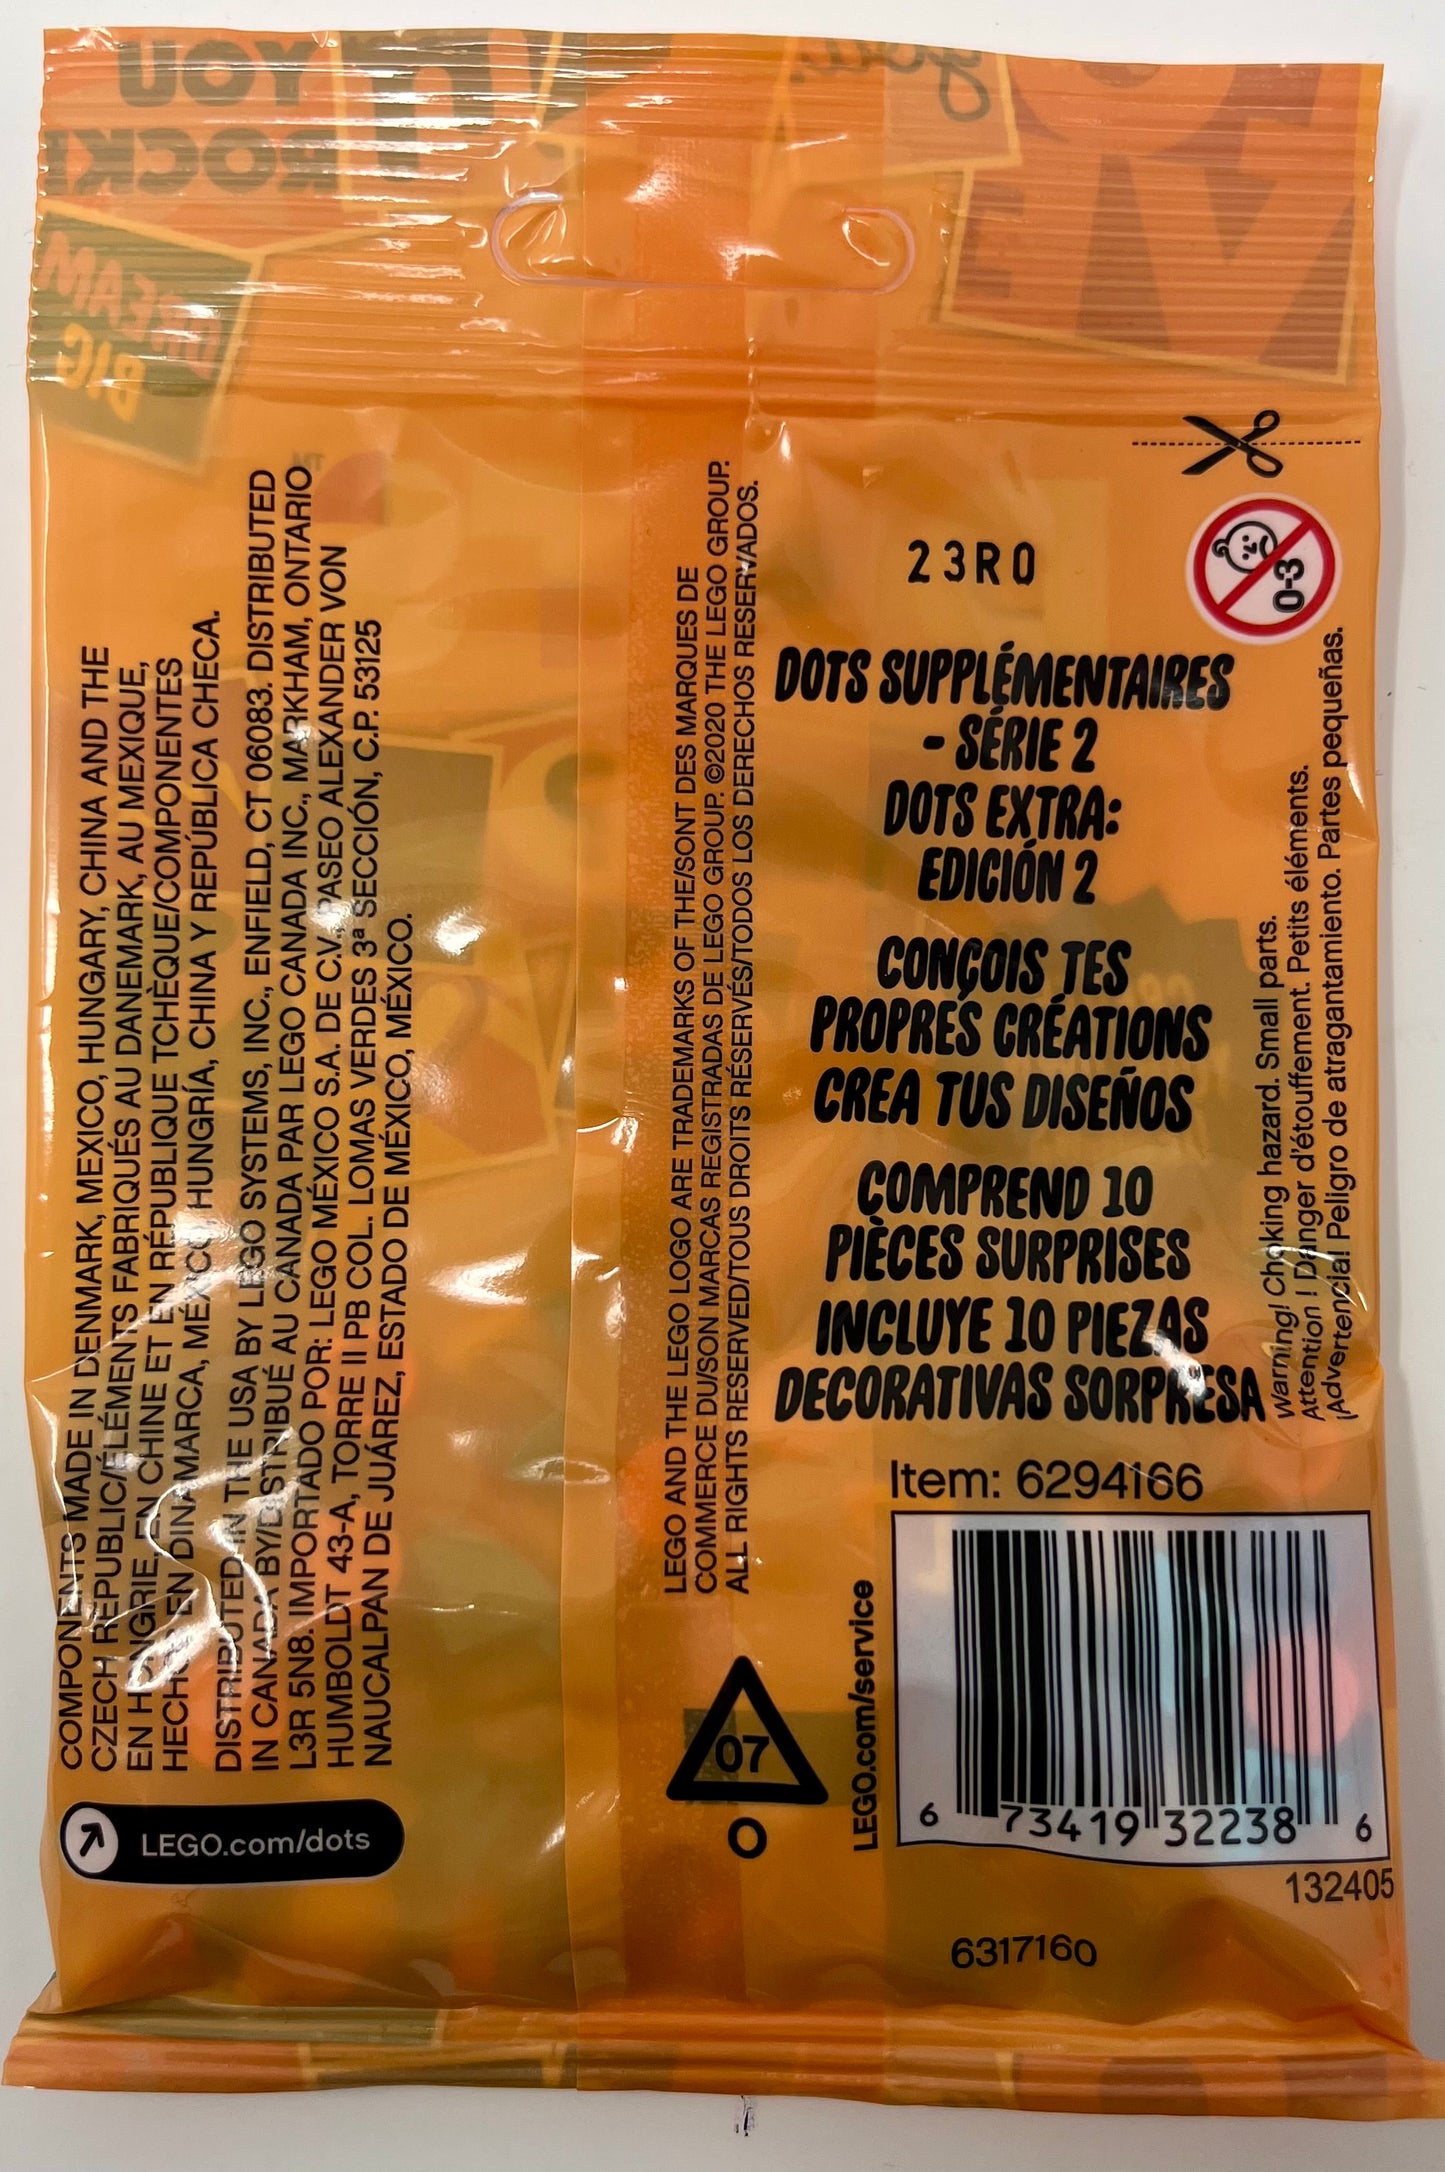 YOU
ROCK!
you.
DREAM
BIG
TM
COMPONENTS MADE IN DENMARK, MEXICO, HUNGARY, CHINA AND THE
CZECH REPUBLIC/ÉLÉMENTS FABRIQUÉS AU DANEMARK, AU MEXIQUE,
EN HONGRIE, EN CHINE ET EN RÉPUBLIQUE TCHÈQUE/COMPONENTES
HECHOS EN DINAMARCA, MÉXICO, HUNGRÍA, CHINA Y REPÚBLICA CHECA.
DISTRIBUTED IN THE USA BY LEGO SYSTEMS, INC., ENFIELD, CT 06083. DISTRIBUTED
IN CANADA BY/DISTRIBUÉ AU CANADA PAR LEGO CANADA INC., MARKHAM, ONTARIO
L3R 5N8. IMPORTADO POR: LEGO MÉXICO S.A. DE C.V., PASEO ALEXANDER VON
HUMBOLDT 43-A, TORRE II PB COL. LOMAS VERDES 3ª SECCIÓN, C.P. 53125
NAUCALPAN DE JUÁREZ, ESTADO DE MÉXICO, MÉXICO.
LEGO.com/dots
LEGO AND THE LEGO LOGO ARE TRADEMARKS OF THE/SONT DES MARQUES DE
COMMERCE DU/SON MARCAS REGISTRADAS DE LEGO GROUP. ©2020 THE LEGO GROUP.
ALL RIGHTS RESERVED/TOUS DROITS RÉSERVÉS/TODOS LOS DERECHOS RESERVADOS.
07
O
23R0
0-3
DOTS SUPPLÉMENTAIRES
- SÉRIE 2
DOTS EXTRA:
EDICIÓN 2
CONÇOIS TES
PROPRES CRÉATIONS
CREA TUS DISEÑOS
COMPREND 10
PIÈCES SURPRISES
INCLUYE 10 PIEZAS
DECORATIVAS SORPRESA
Warning! Choking hazard. Small parts.
Attention ! Danger d'étouffement. Petits éléments.
¡Advertencia! Peligro de atragantamiento. Partes pequeñas.
Item: 6294166
LEGO.com/service
6 73419 32238 6
132405
6317160